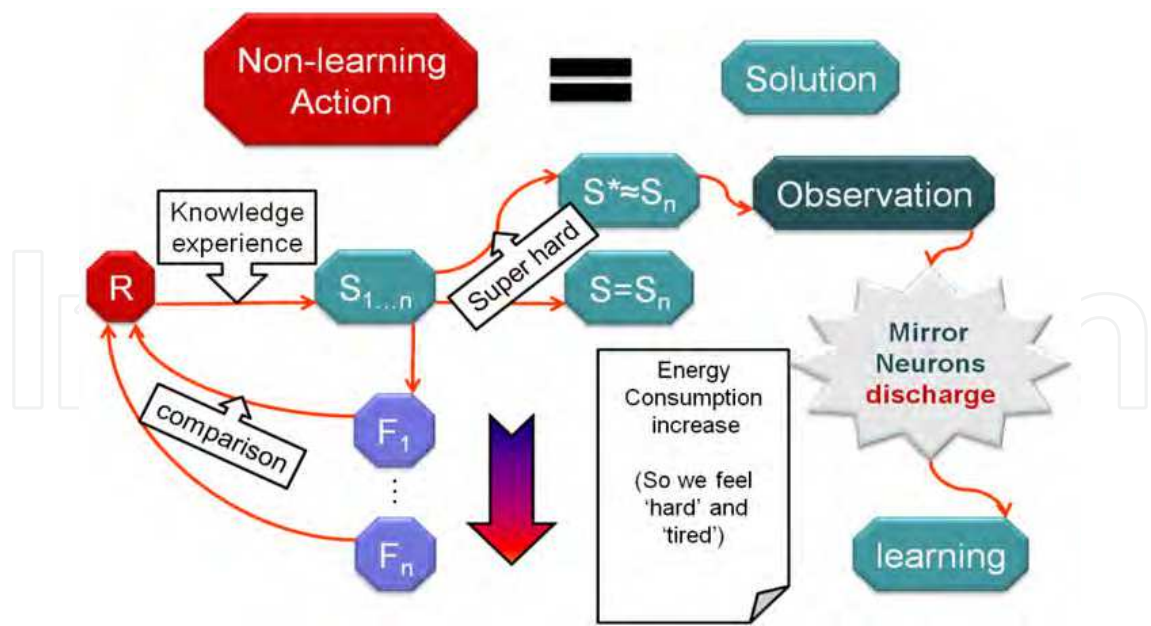 Non-learning
Action
=
Solution
S*≈Sₙ
Observation
Knowledge
experience
R
S₁…ₙ
Super hard
S=Sₙ
Mirror
Neurons
discharge
comparison
F₁
⋮
Fₙ
Energy
Consumption
increase
(So we feel
‘hard’ and
‘tired’)
learning